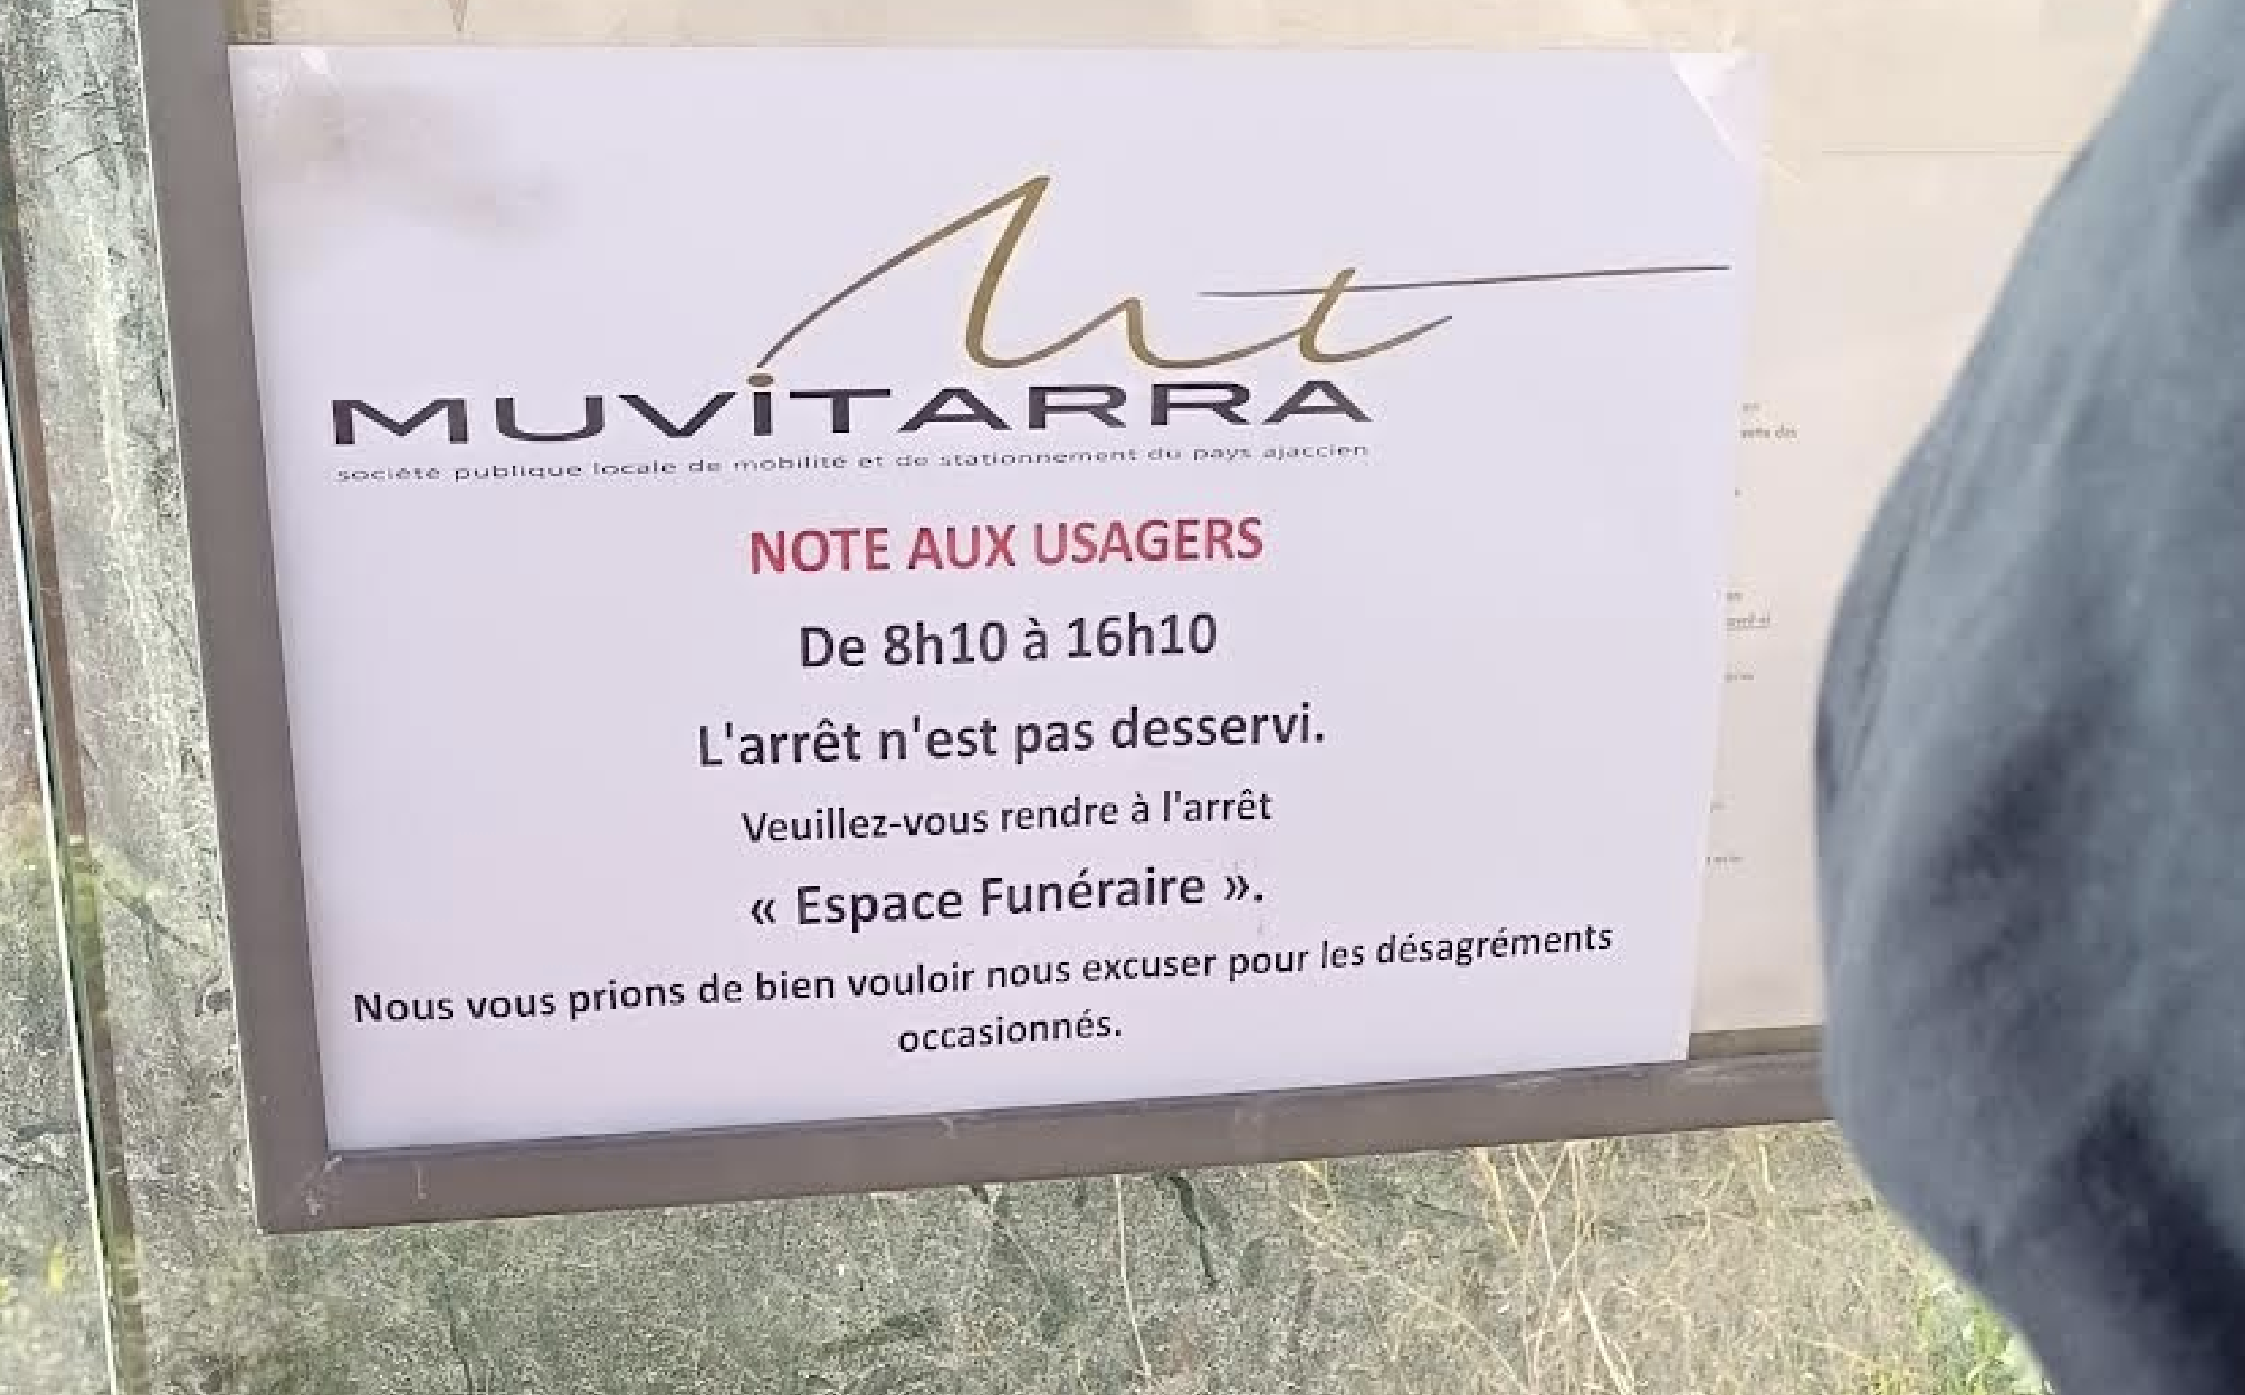 Mt
MUViTARRA
société publique locale de mobilité et de stationnement du pays ajaccien
NOTE AUX USAGERS
De 8h10 à 16h10
L'arrêt n'est pas desservi.
Veuillez-vous rendre à l'arrêt
« Espace Funéraire ».
Nous vous prions de bien vouloir nous excuser pour les désagréments
occasionnés.